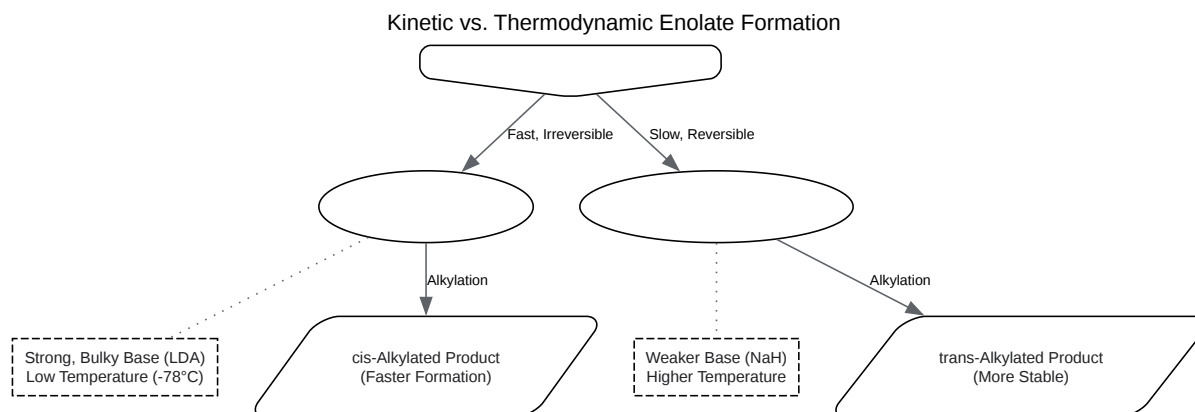 Kinetic vs. Thermodynamic Enolate Formation
Fast, Irreversible
Slow, Reversible
Alkylation
Alkylation
Strong, Bulky Base (LDA)
Low Temperature (-78°C)
cis-Alkylated Product
(Faster Formation)
Weaker Base (NaH)
Higher Temperature
trans-Alkylated Product
(More Stable)